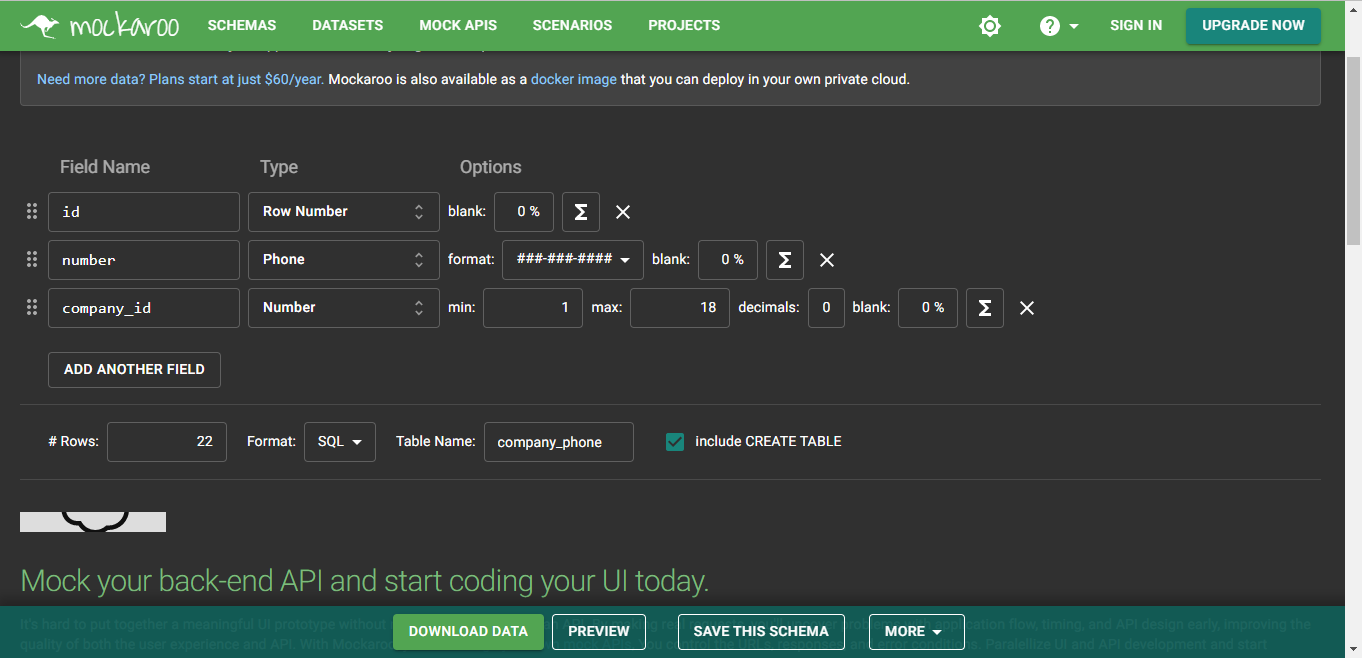 mockaroo SCHEMAS DATASETS MOCK APIS SCENARIOS PROJECTS ? SIGN IN UPGRADE NOW
Need more data? Plans start at just $60/year. Mockaroo is also available as a docker image that you can deploy in your own private cloud.
Field Name Type Options
id Row Number blank: 0 % Σ
number Phone format: ###-###-#### blank: 0 % Σ
company_id Number min: 1 max: 18 decimals: 0 blank: 0 % Σ
ADD ANOTHER FIELD
# Rows: 22 Format: SQL Table Name: company_phone include CREATE TABLE
Mock your back-end API and start coding your UI today.
It's hard to put together a meaningful UI prototype without application flow, timing, and API design early, improving the
DOWNLOAD DATA PREVIEW SAVE THIS SCHEMA MORE
quality of both the user experience and API. With Mockaroo conditions. Parallelize UI and API development and start